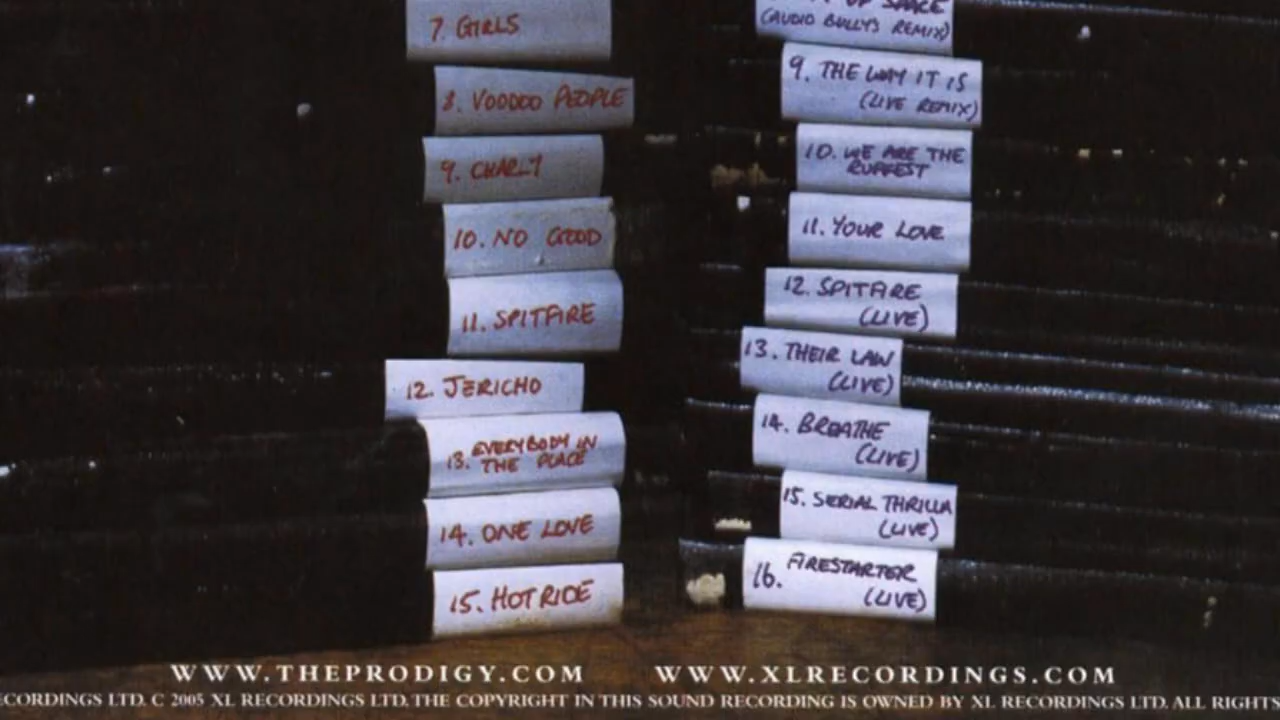 7. GIRLS
8. VOODOO PEOPLE
9. CHARLY
10. NO GOOD
11. SPITFIRE
12. JERICHO
13. EVERYBODY IN
THE PLACE
14. ONE LOVE
15. HOT RIDE
OF SPACE
(AUDIO BULLYS REMIX)
9. THE WAY IT IS
(LIVE REMIX)
10. WE ARE THE
RUFFEST
11. YOUR LOVE
12. SPITFIRE
(LIVE)
13. THEIR LAW
(LIVE)
14. BREATHE
(LIVE)
15. SERIAL THRILLA
(LIVE)
16. FIRESTARTER
(LIVE)
WWW.THEPRODIGY.COM WWW.XLRECORDINGS.COM
ECORDINGS LTD. C 2005 XL RECORDINGS LTD. THE COPYRIGHT IN THIS SOUND RECORDING IS OWNED BY XL RECORDINGS LTD. ALL RIGHTS